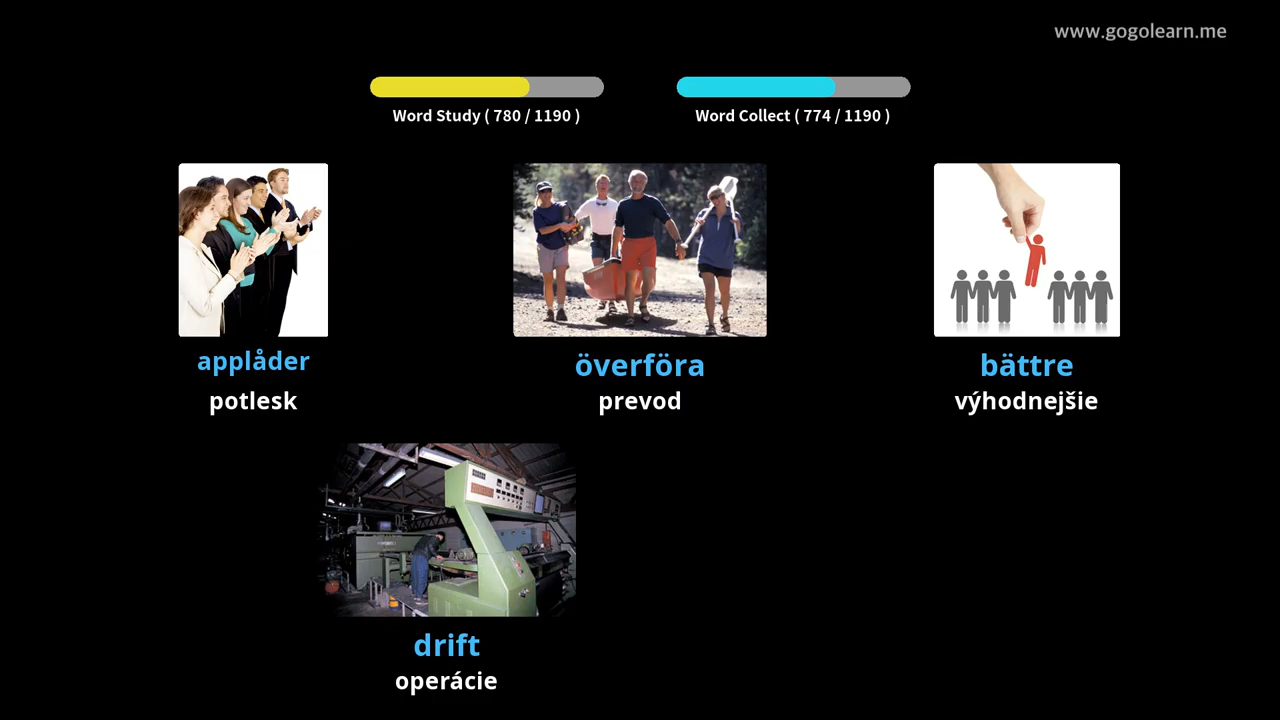 www.gogolearn.me
Word Study ( 780 / 1190 )
Word Collect ( 774 / 1190 )
applåder
potlesk
överföra
prevod
bättre
výhodnejšie
drift
operácie